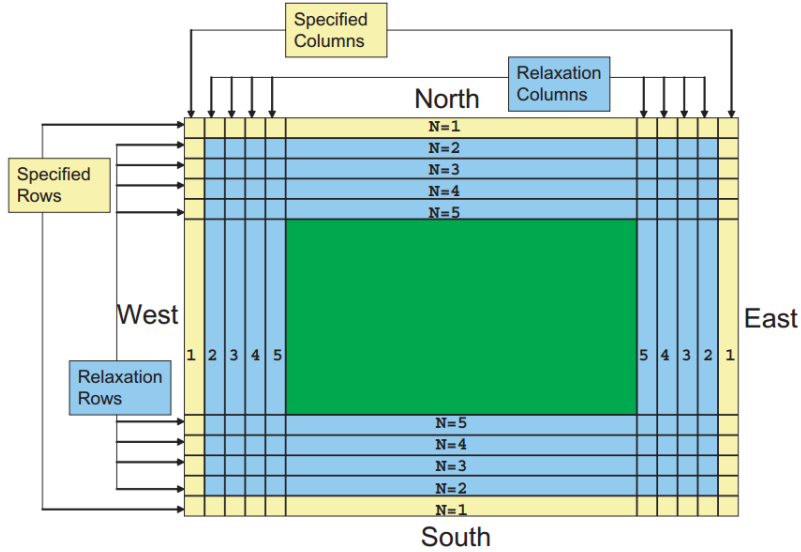 Specified
Columns
Relaxation
Columns
North
N=1
N=2
N=3
N=4
N=5
Specified
Rows
West
East
1 2 3 4 5
5 4 3 2 1
Relaxation
Rows
N=5
N=4
N=3
N=2
N=1
South